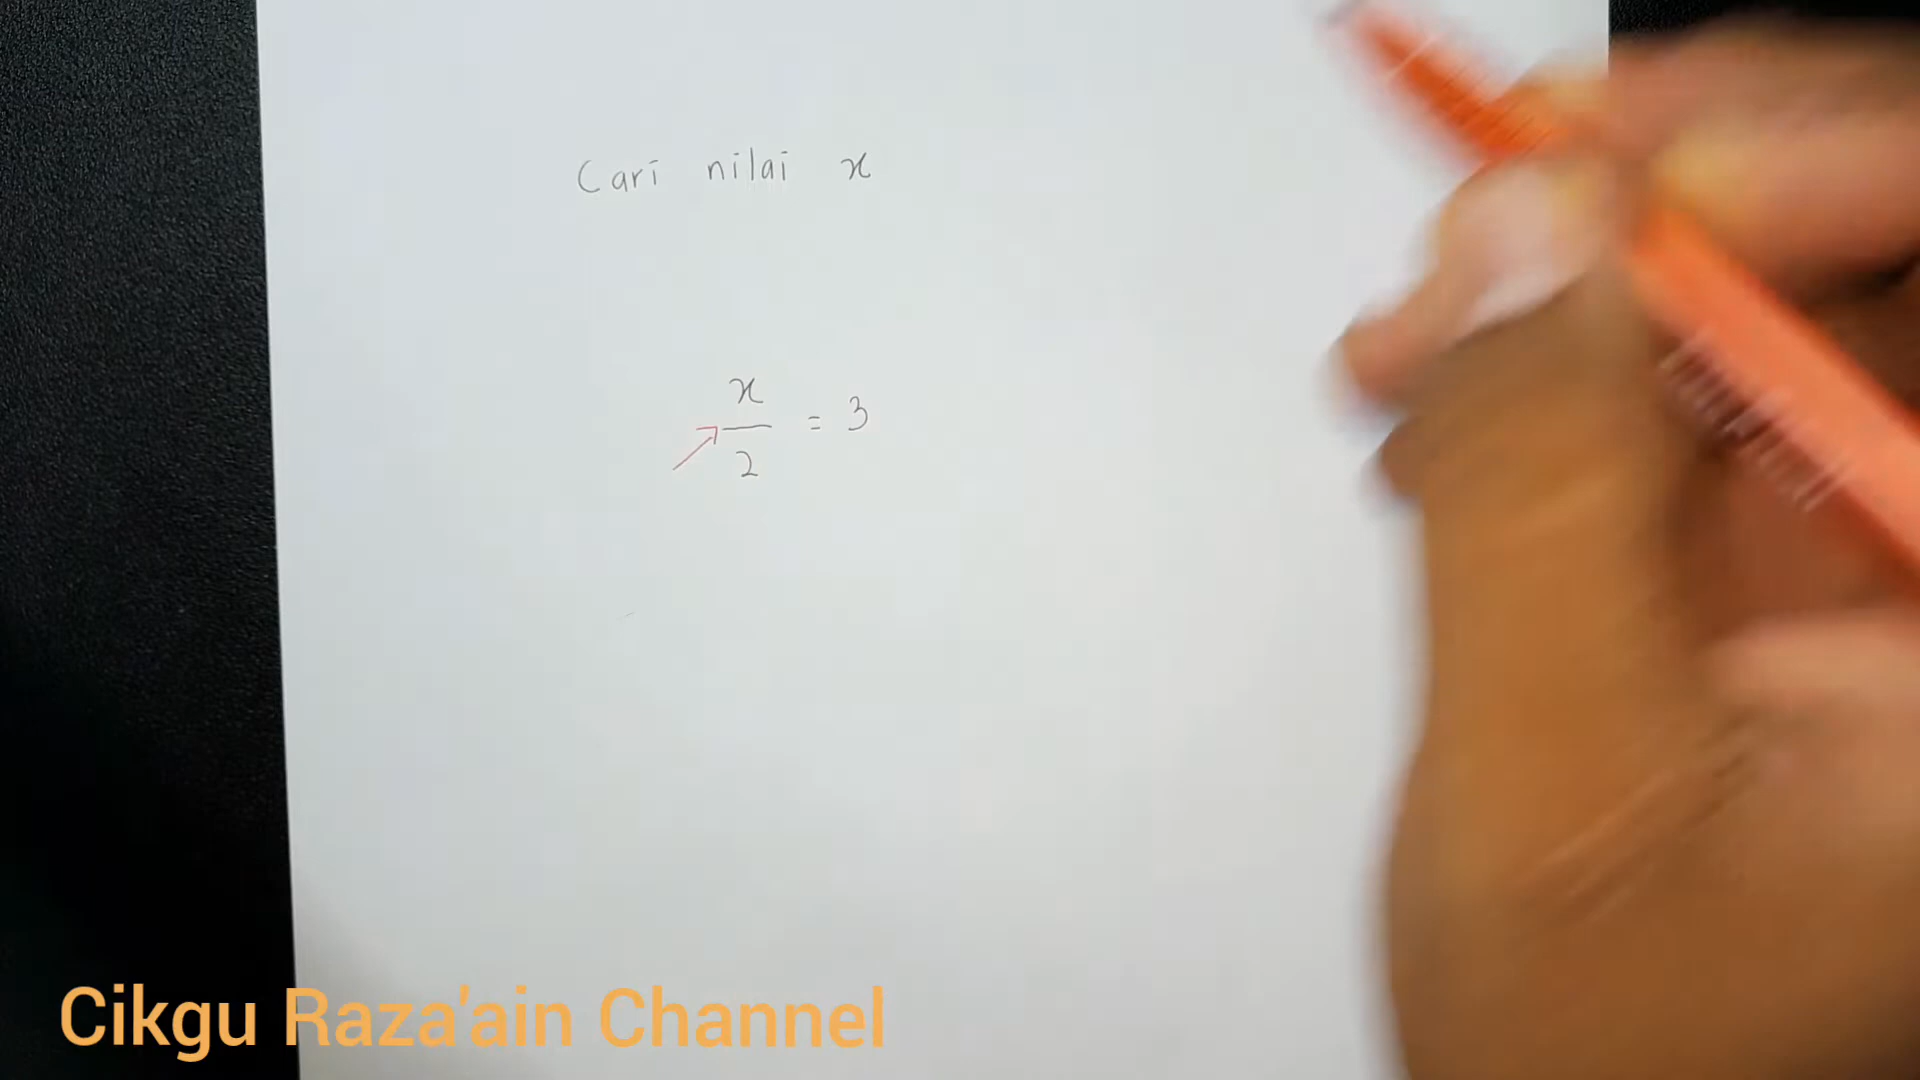 Cari nilai x
x/2 = 3
Cikgu Raza'ain Channel